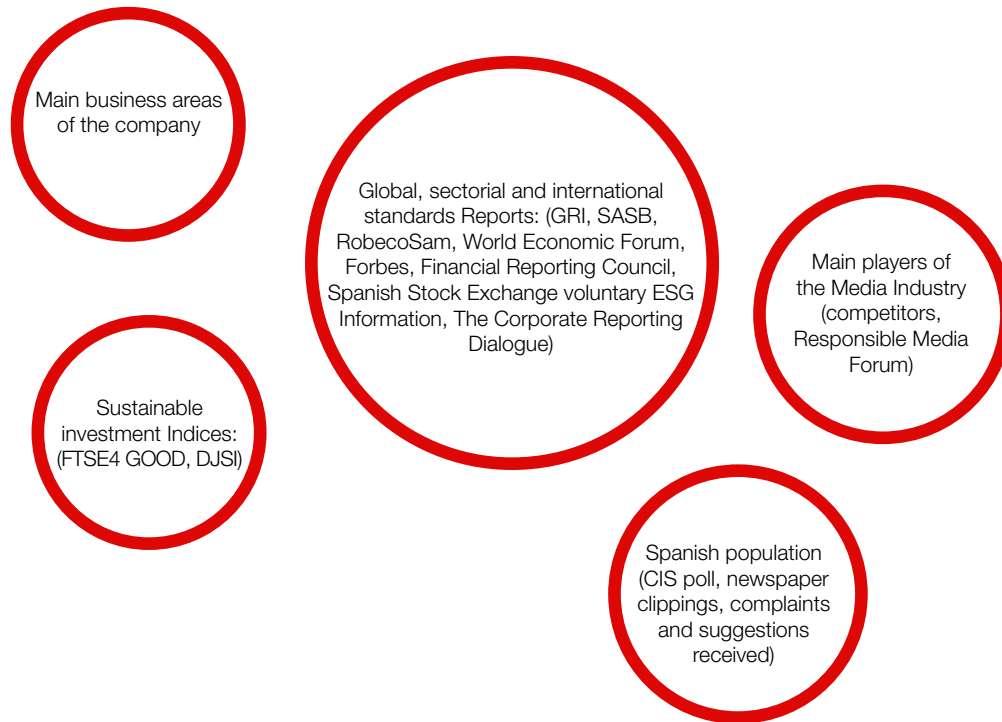 Main business areas
of the company
Global, sectorial and international
standards Reports: (GRI, SASB,
RobecoSam, World Economic Forum,
Forbes, Financial Reporting Council,
Spanish Stock Exchange voluntary ESG
Information, The Corporate Reporting
Dialogue)
Main players of
the Media Industry
(competitors,
Responsible Media
Forum)
Sustainable
investment Indices:
(FTSE4 GOOD, DJSI)
Spanish population
(CIS poll, newspaper
clippings, complaints
and suggestions
received)